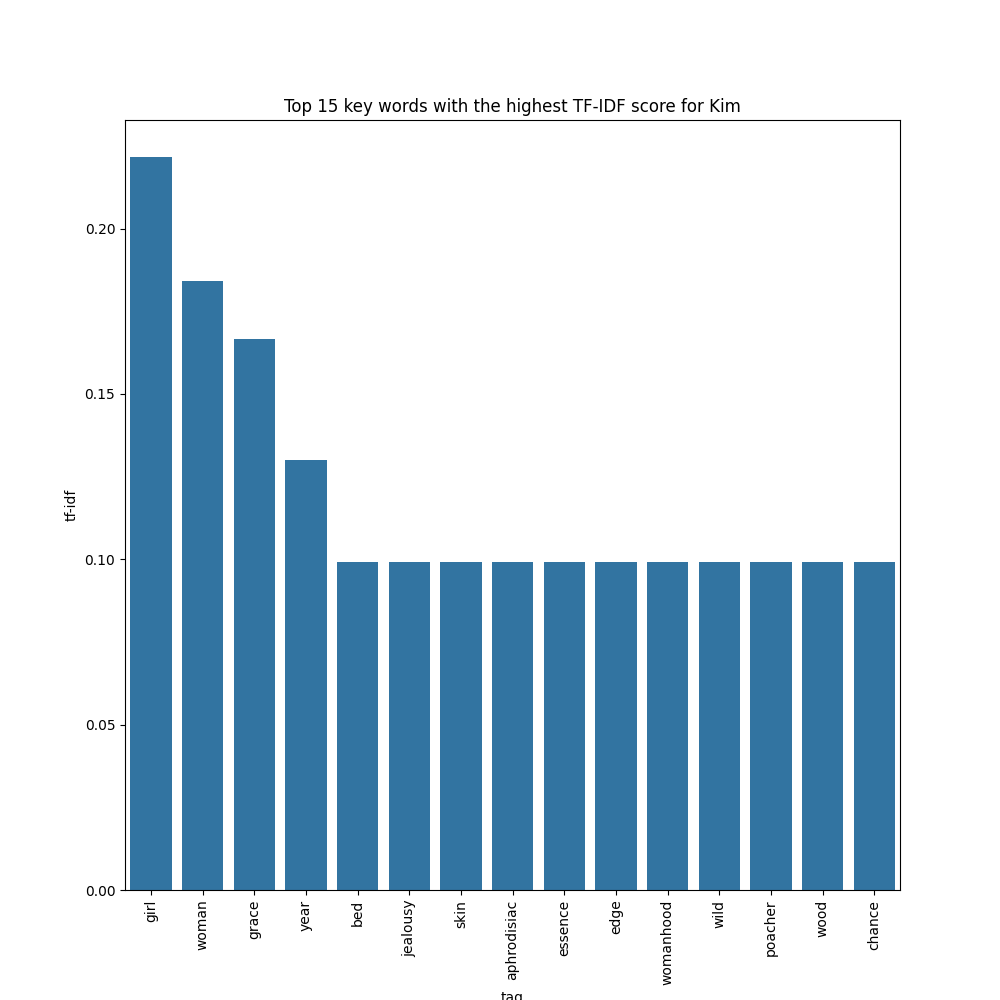 Top 15 key words with the highest TF-IDF score for Kim
tf-idf
0.20
0.15
0.10
0.05
0.00
girl
woman
grace
year
bed
jealousy
skin
aphrodisiac
essence
edge
womanhood
wild
poacher
wood
chance
tag